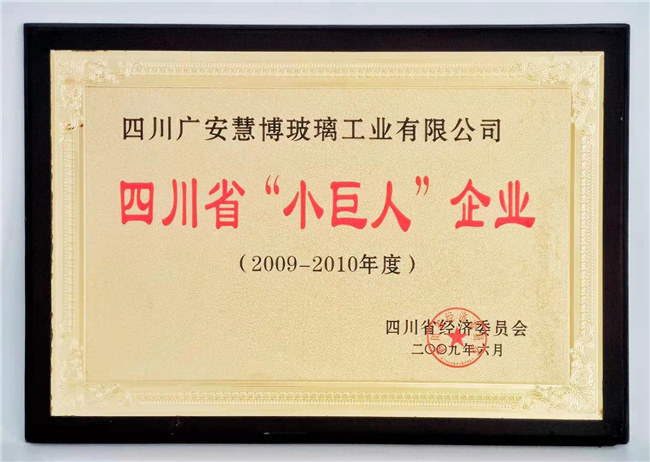 四川广安慧博玻璃工业有限公司
四川省“小巨人”企业
（2009-2010年度）
四川省经济委员会
二〇〇九年六月